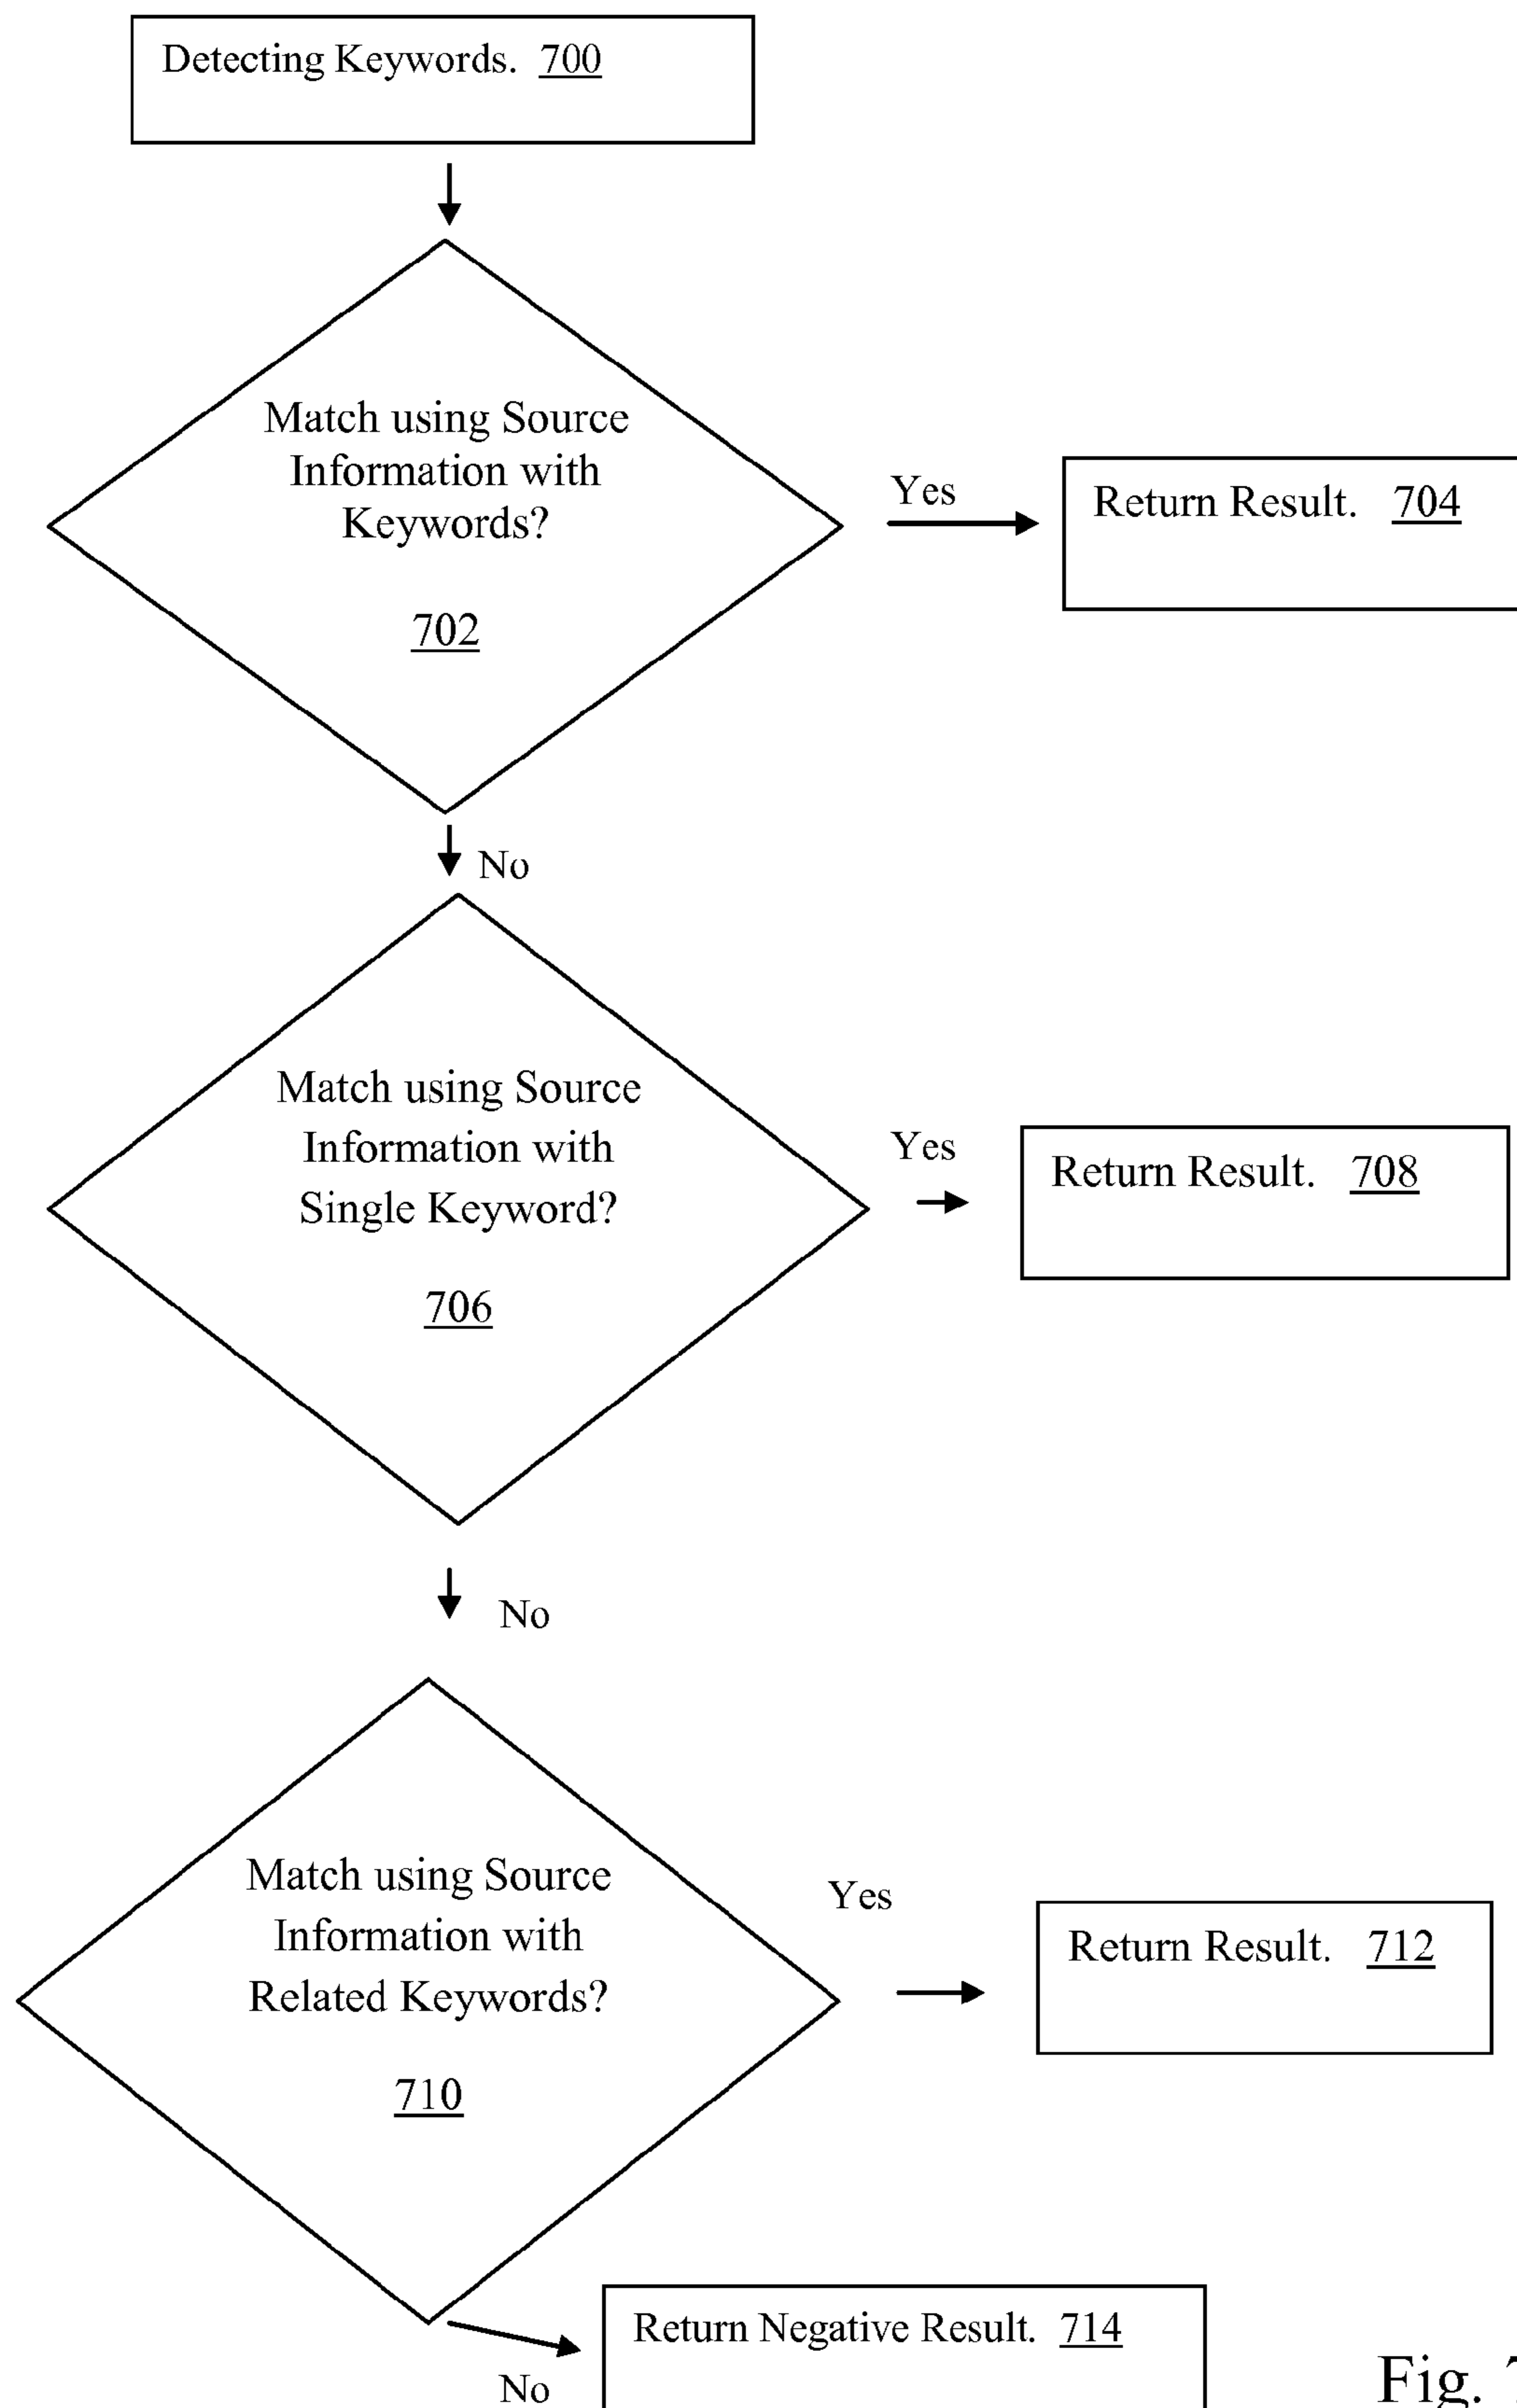 Detecting Keywords. 700
Match using Source
Information with
Keywords?
702
Yes
Return Result. 704
No
Match using Source
Information with
Single Keyword?
706
Yes
Return Result. 708
No
Match using Source
Information with
Related Keywords?
710
Yes
Return Result. 712
No
Return Negative Result. 714
Fig.